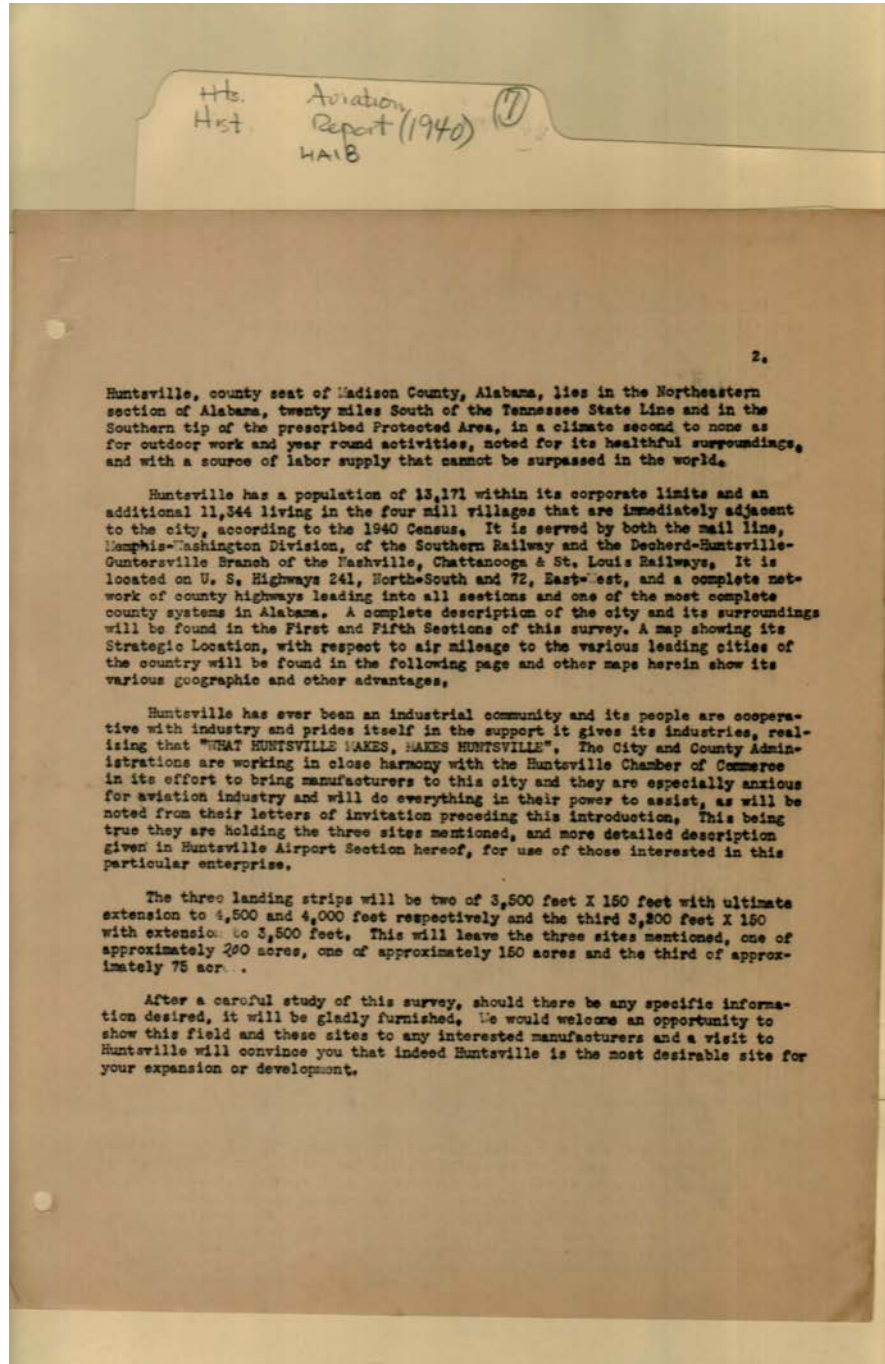 Hts. Aviation (7)
Hist Report (1940)
HAIB
2.
Huntsville, county seat of Madison County, Alabama, lies in the Northeastern
section of Alabama, twenty miles South of the Tennessee State Line and in the
Southern tip of the prescribed Protected Area, in a climate second to none as
for outdoor work and year round activities, noted for its healthful surroundings,
and with a source of labor supply that cannot be surpassed in the world.
Huntsville has a population of 13,171 within its corporate limits and an
additional 11,344 living in the four mill villages that are immediately adjacent
to the city, according to the 1940 Census. It is served by both the mail line,
Memphis-Washington Division, of the Southern Railway and the Decherd-Huntsville-
Guntersville Branch of the Nashville, Chattanooga & St. Louis Railways. It is
located on U. S. Highways 241, North-South and 72, East-West, and a complete net-
work of county highways leading into all sections and one of the most complete
county systems in Alabama. A complete description of the city and its surroundings
will be found in the First and Fifth Sections of this survey. A map showing its
Strategic Location, with respect to air mileage to the various leading cities of
the country will be found in the following page and other maps herein show its
various geographic and other advantages.
Huntsville has ever been an industrial community and its people are coopera-
tive with industry and prides itself in the support it gives its industries, real-
izing that "WHAT HUNTSVILLE MAKES, MAKES HUNTSVILLE". The City and County Admin-
istrations are working in close harmony with the Huntsville Chamber of Commerce
in its effort to bring manufacturers to this city and they are especially anxious
for aviation industry and will do everything in their power to assist, as will be
noted from their letters of invitation preceding this introduction. This being
true they are holding the three sites mentioned, and more detailed description
given in Huntsville Airport Section hereof, for use of those interested in this
particular enterprise.
The three landing strips will be two of 3,500 feet X 150 feet with ultimate
extension to 4,500 and 4,000 feet respectively and the third 3,200 feet X 150
with extension to 3,500 feet. This will leave the three sites mentioned, one of
approximately 200 acres, one of approximately 150 acres and the third of approx-
imately 75 acr
After a careful study of this survey, should there be any specific informa-
tion desired, it will be gladly furnished. We would welcome an opportunity to
show this field and these sites to any interested manufacturers and a visit to
Huntsville will convince you that indeed Huntsville is the most desirable site for
your expansion or development.